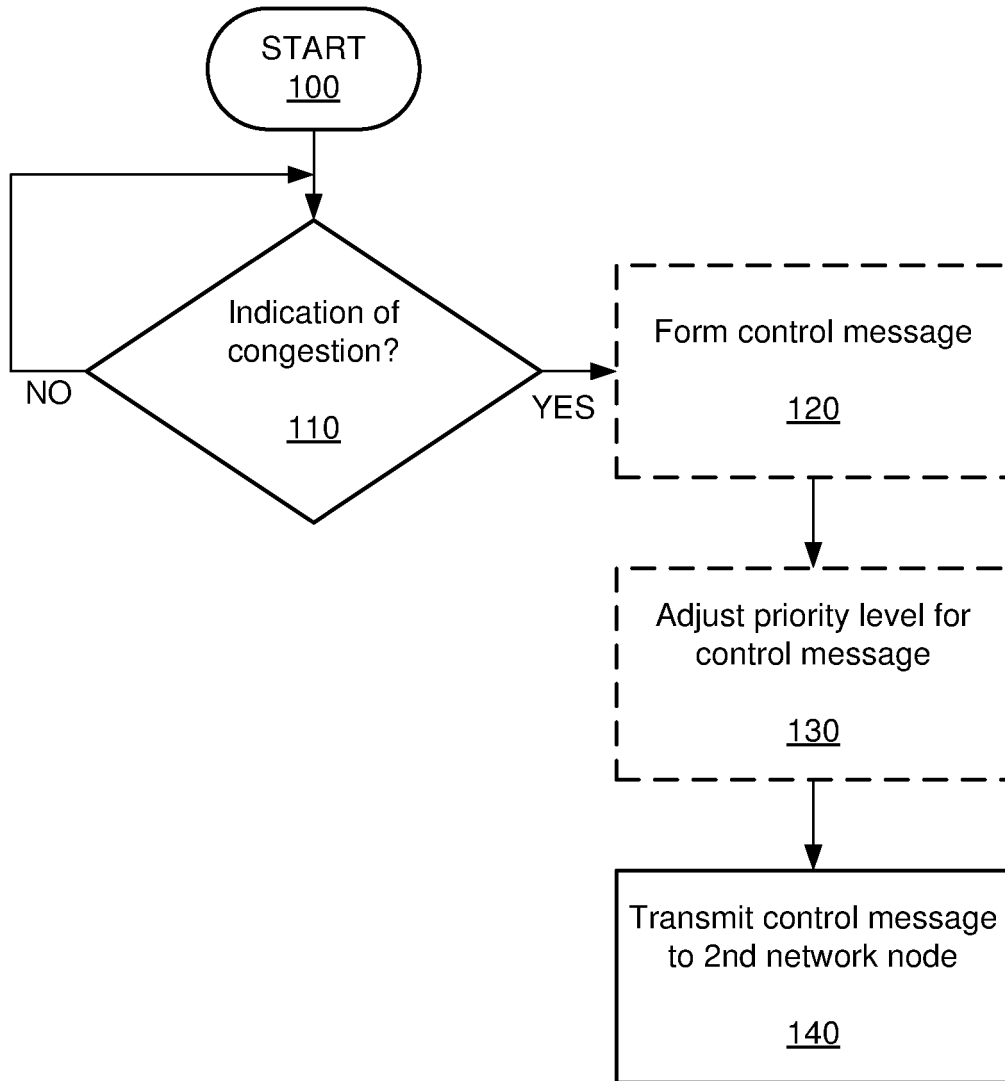 START
100
Indication of
congestion?
110
NO
YES
Form control message
120
Adjust priority level for
control message
130
Transmit control message
to 2nd network node
140